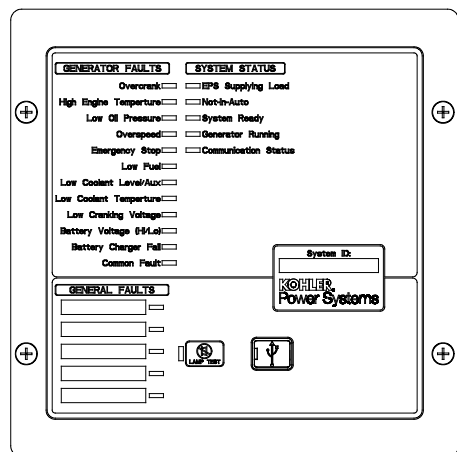 GENERATOR FAULTS
Overcrank
High Engine Temperture
Low Oil Pressure
Overspeed
Emergency Stop
Low Fuel
Low Coolant Level/Aux
Low Coolant Temperture
Low Cranking Voltage
Battery Voltage (Hi/Lo)
Battery Charger Fail
Common Fault
SYSTEM STATUS
EPS Supplying Load
Not-In-Auto
System Ready
Generator Running
Communication Status
System ID:
KOHLER.
Power Systems
GENERAL FAULTS
LAMP TEST